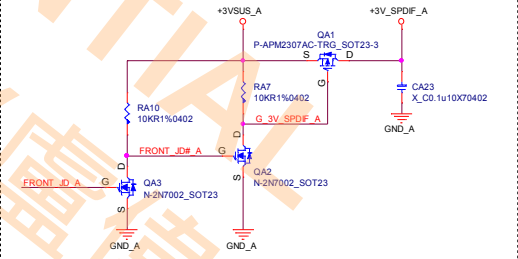 +3VSUS_A
+3V_SPDIF_A
QA1
P-APM2307AC-TRG_SOT23-3
S
D
G
RA7
10KR1%0402
CA23
X_C0.1u10X70402
GND_A
RA10
10KR1%0402
G_3V_SPDIF_A
D
FRONT_JD#_A
G
D
QA2
S
N-2N7002_SOT23
FRONT_JD_A
G
QA3
S
N-2N7002_SOT23
GND_A
GND_A
TIAL